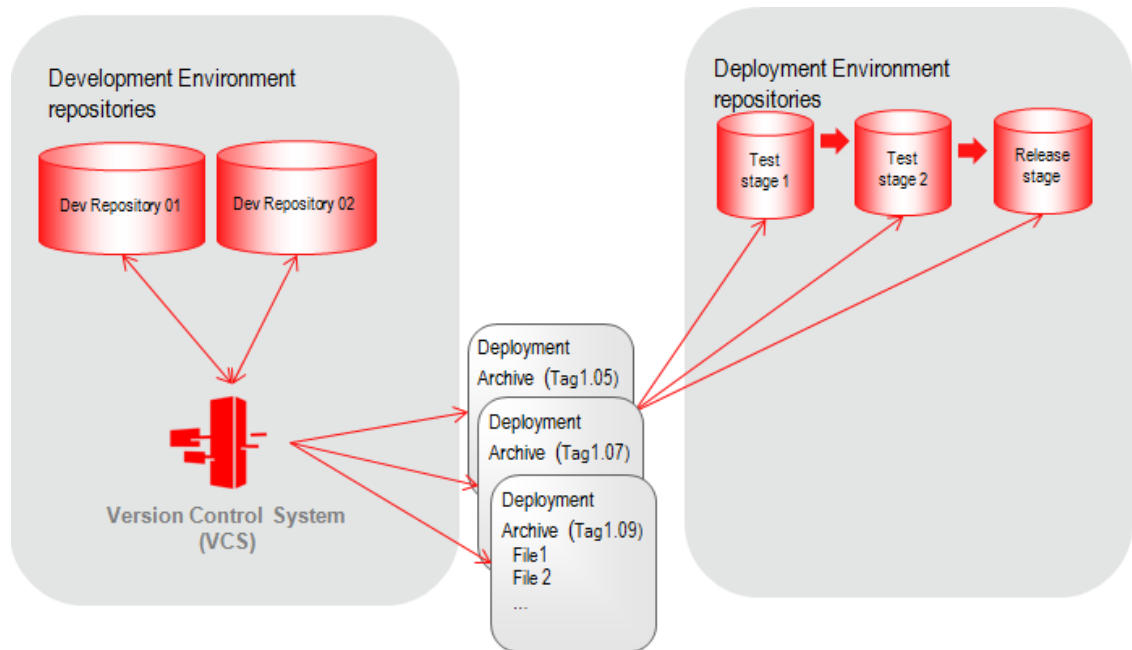 Development Environment
repositories
Dev Repository 01
Dev Repository 02
Version Control System
(VCS)
Deployment
Archive (Tag1.05)
Deployment
Archive (Tag1.07)
Deployment
Archive (Tag1.09)
File1
File 2
...
Deployment Environment
repositories
Test
stage 1
Test
stage 2
Release
stage